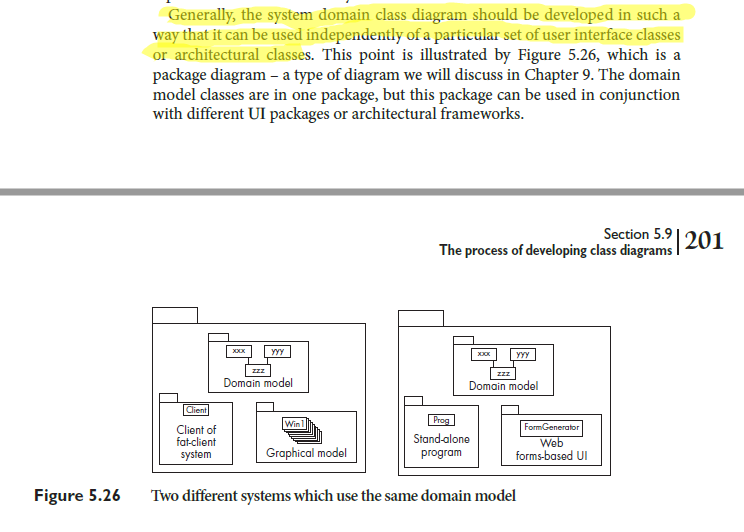 Generally, the system domain class diagram should be developed in such a
way that it can be used independently of a particular set of user interface classes
or architectural classes. This point is illustrated by Figure 5.26, which is a
package diagram – a type of diagram we will discuss in Chapter 9. The domain
model classes are in one package, but this package can be used in conjunction
with different UI packages or architectural frameworks.
Section 5.9
The process of developing class diagrams
201
xxx
yyy
zzz
Domain model
Client
Client of
fat-client
system
Win1
Graphical model
xxx
yyy
zzz
Domain model
Prog
Stand-alone
program
FormGenerator
Web
forms-based UI
Figure 5.26 Two different systems which use the same domain model